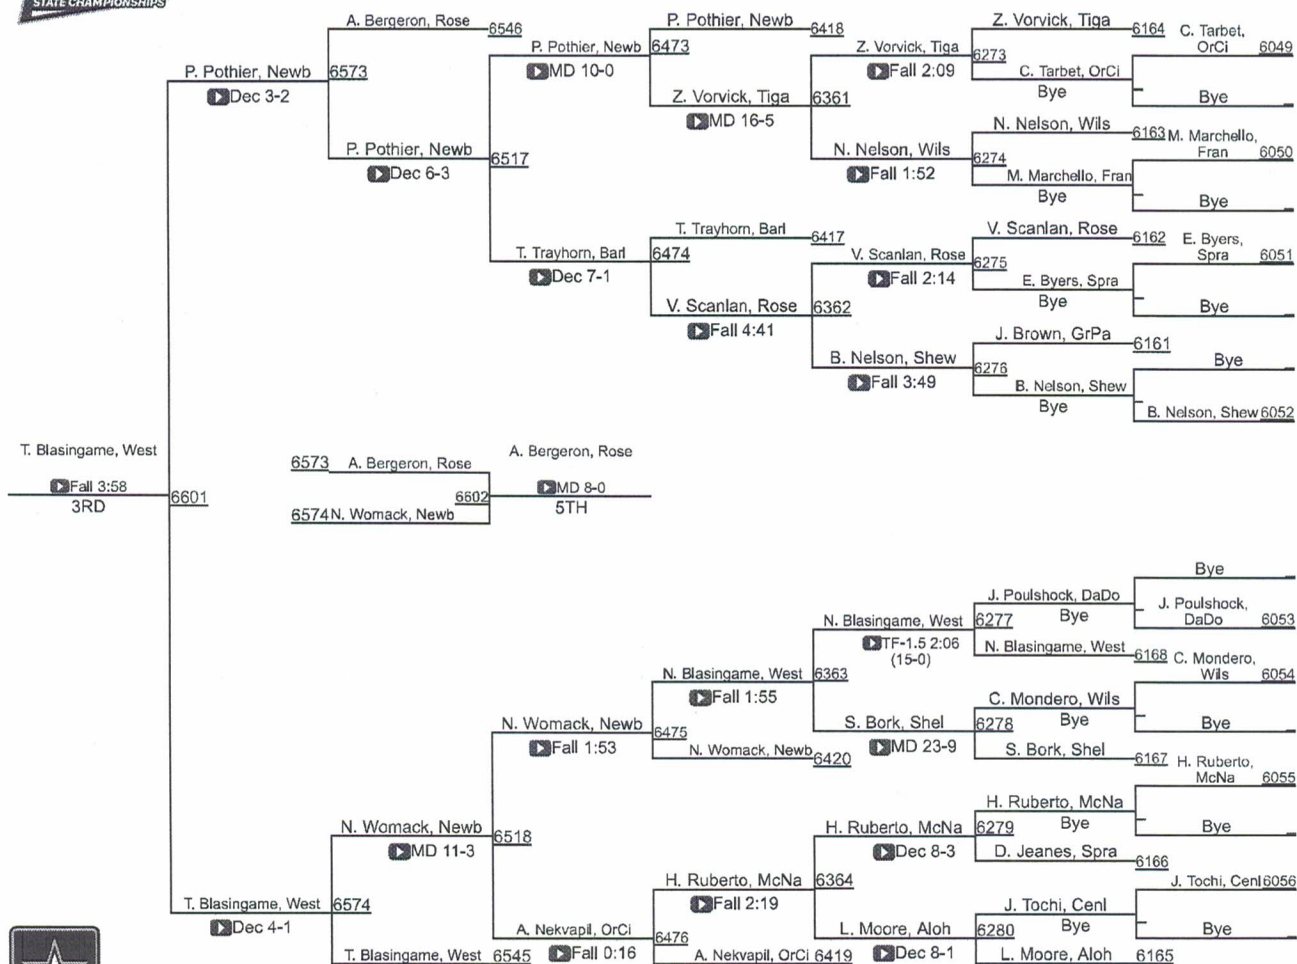 STATE CHAMPIONSHIPS
A. Bergeron, Rose 6546
P. Pothier, Newb 6418
Z. Vorvick, Tiga 6164
C. Tarbet,
OrCi 6049
P. Pothier, Newb 6473
Z. Vorvick, Tiga 6273
P. Pothier, Newb 6573
MD 10-0
Fall 2:09
C. Tarbet, OrCi
Bye
Bye
Dec 3-2
Z. Vorvick, Tiga 6361
MD 16-5
N. Nelson, Wils 6163
M. Marchello,
Fran 6050
P. Pothier, Newb 6517
N. Nelson, Wils 6274
Dec 6-3
Fall 1:52
M. Marchello, Fran
Bye
Bye
T. Trayhorn, Barl 6417
V. Scanlan, Rose 6162
E. Byers,
Spra 6051
T. Trayhorn, Barl 6474
V. Scanlan, Rose 6275
Dec 7-1
Fall 2:14
E. Byers, Spra
Bye
Bye
V. Scanlan, Rose 6362
Fall 4:41
J. Brown, GrPa 6161
Bye
B. Nelson, Shew 6276
Fall 3:49
B. Nelson, Shew
Bye
B. Nelson, Shew 6052
T. Blasingame, West
A. Bergeron, Rose
6573 A. Bergeron, Rose
Fall 3:58
6601
6602
MD 8-0
3RD
5TH
6574 N. Womack, Newb
Bye
J. Poulshock, DaDo
Bye
J. Poulshock,
DaDo 6053
N. Blasingame, West 6277
TF-1.5 2:06
(15-0)
N. Blasingame, West 6168
C. Mondero,
Wils 6054
N. Blasingame, West 6363
Fall 1:55
C. Mondero, Wils
Bye
Bye
N. Womack, Newb 6475
S. Bork, Shel 6278
Fall 1:53
N. Womack, Newb 6420
MD 23-9
S. Bork, Shel 6167
H. Ruberto,
McNa 6055
H. Ruberto, McNa
Bye
Bye
N. Womack, Newb 6518
H. Ruberto, McNa 6279
MD 11-3
Dec 8-3
D. Jeanes, Spra 6166
H. Ruberto, McNa 6364
Fall 2:19
J. Tochi, Cenl 6056
T. Blasingame, West 6574
J. Tochi, Cenl
Bye
Bye
Dec 4-1
A. Nekvapil, OrCi 6476
L. Moore, Aloh 6280
T. Blasingame, West 6545
Fall 0:16
A. Nekvapil, OrCi 6419
Dec 8-1
L. Moore, Aloh 6165